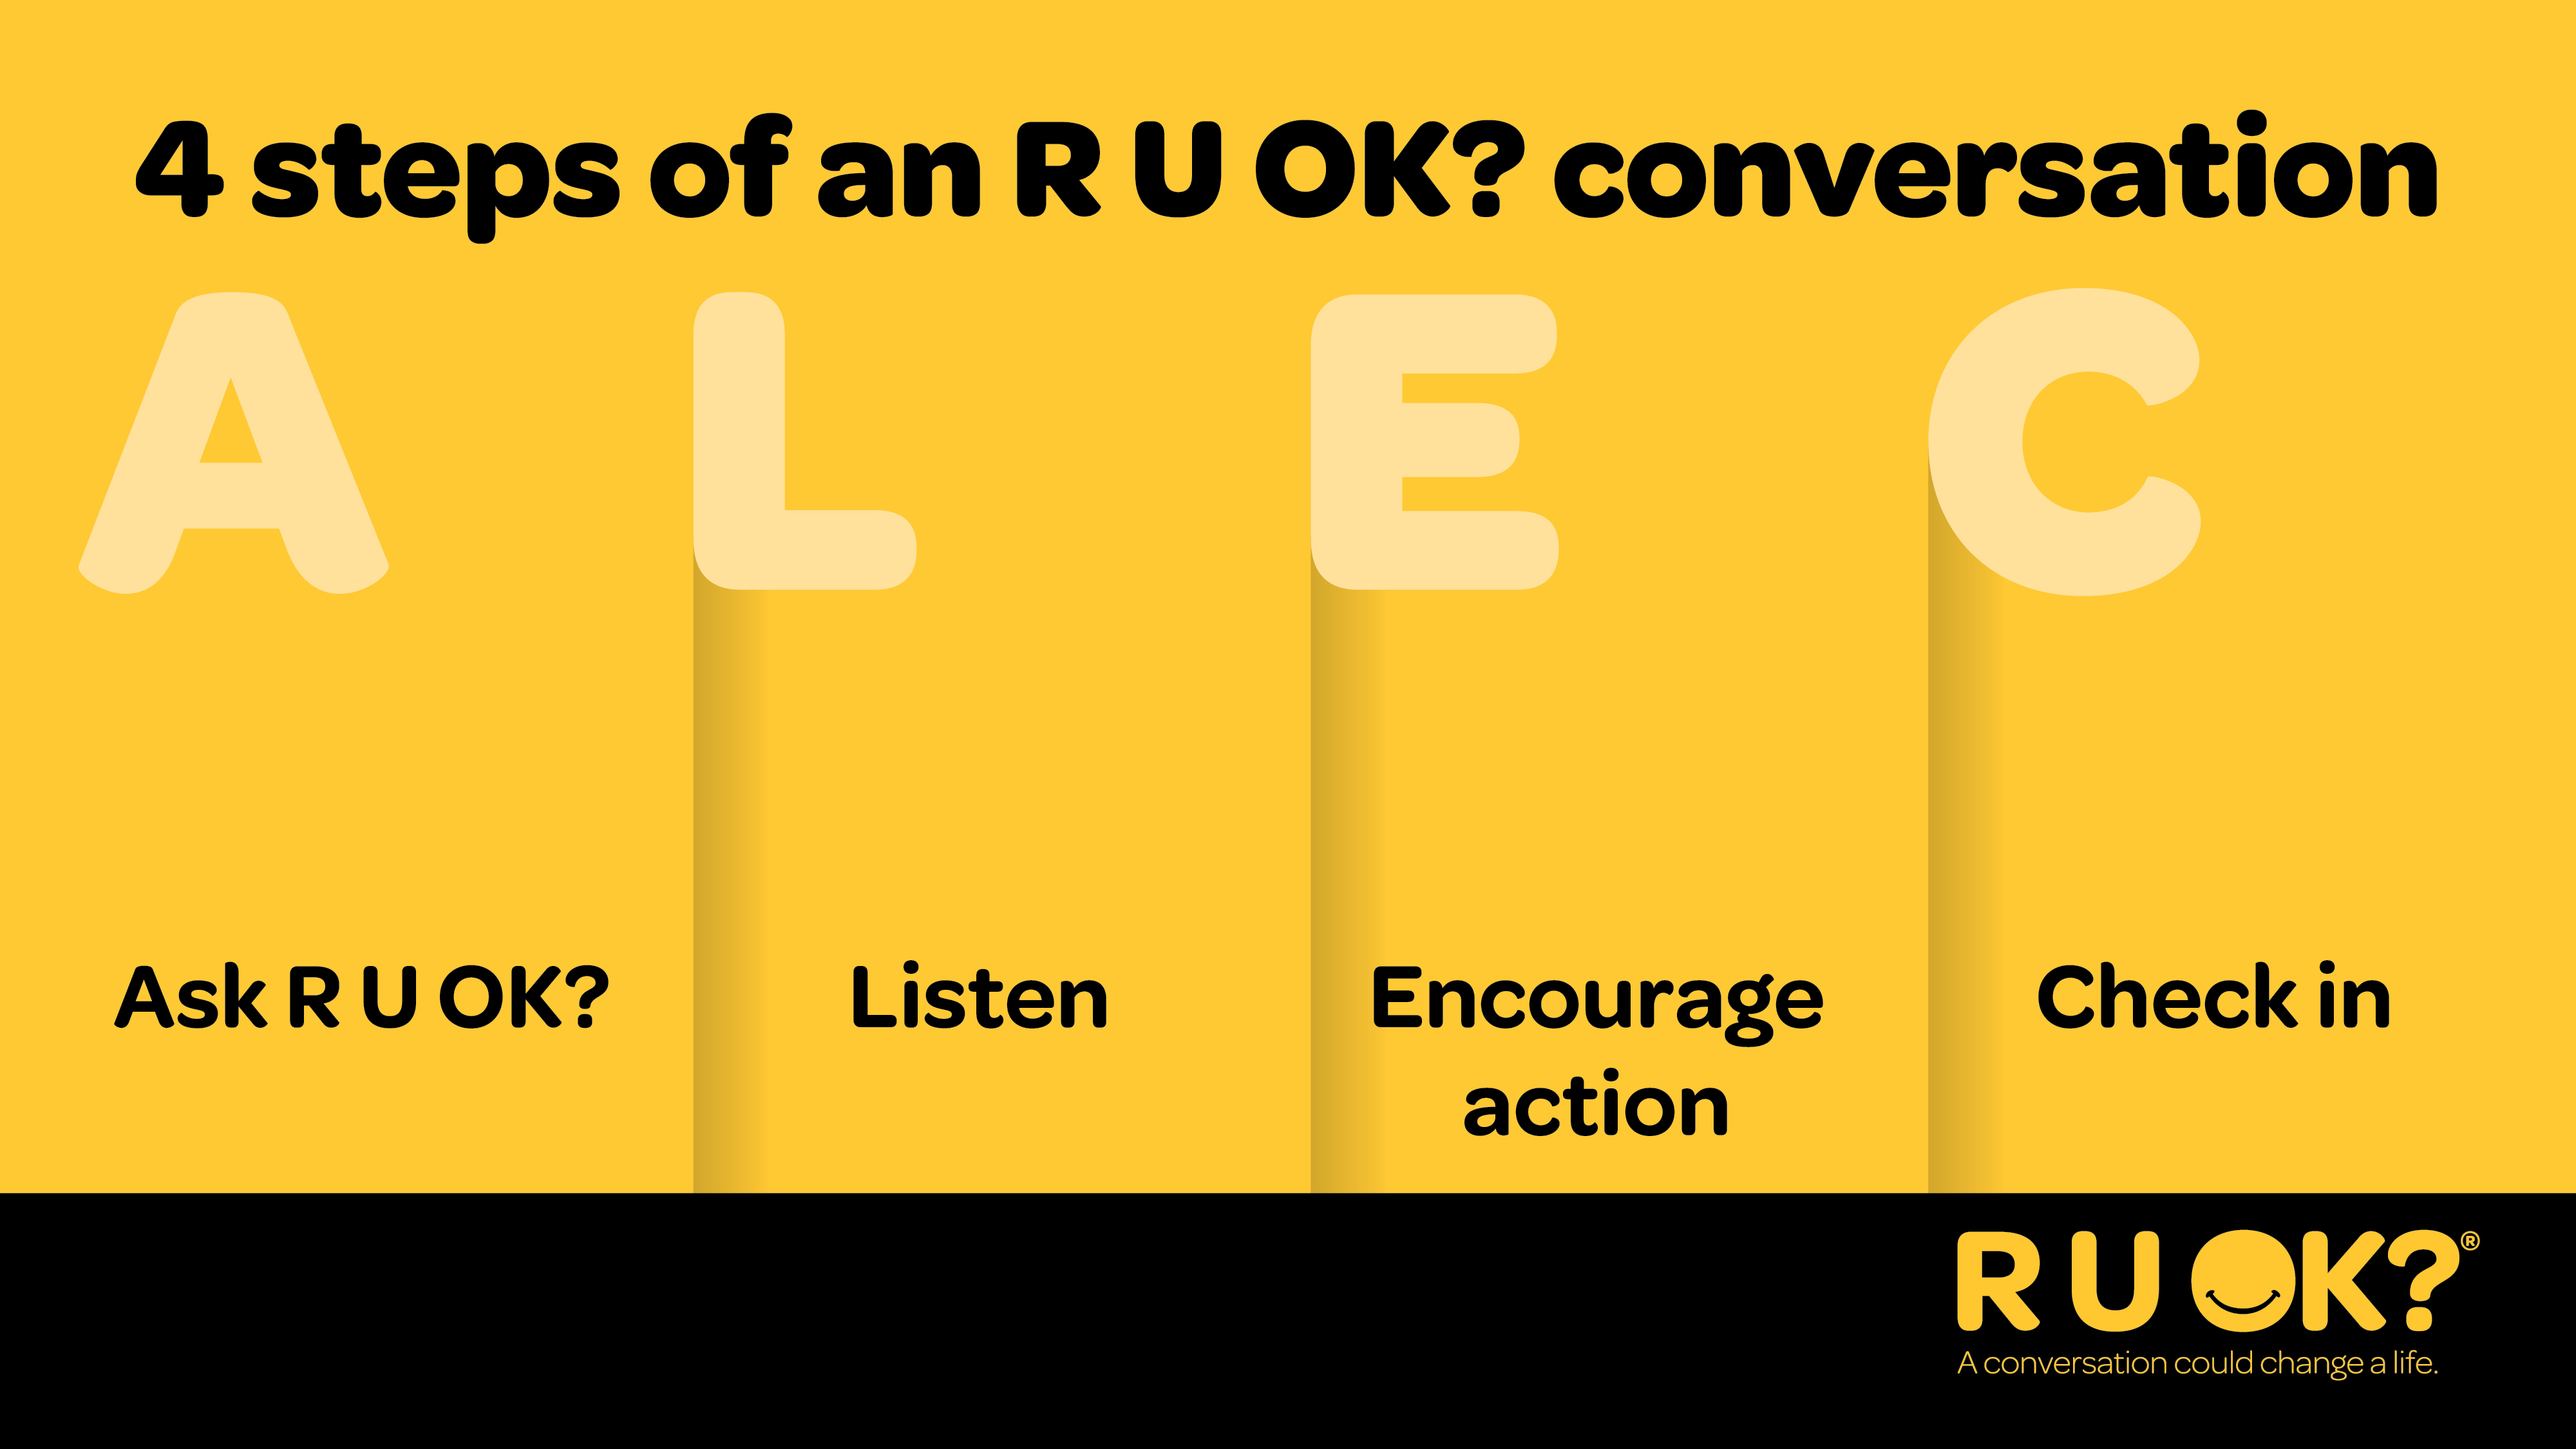 4 steps of an R U OK? conversation
A L E C
Ask R U OK?
Listen
Encourage
action
Check in
R U OK?®
A conversation could change a life.